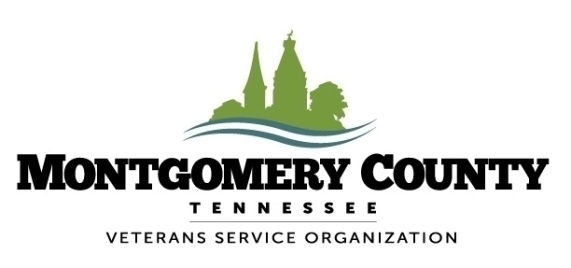 MONTGOMERY COUNTY
TENNESSEE
VETERANS SERVICE ORGANIZATION